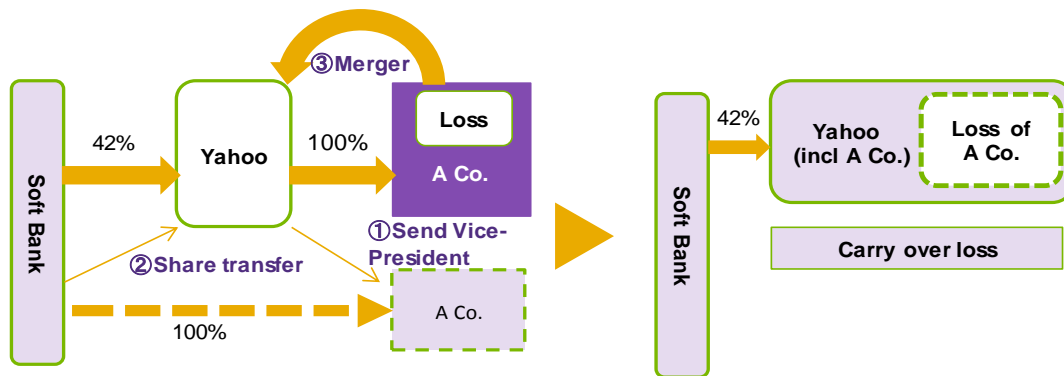 ③Merger
Soft Bank
42%
Yahoo
100%
Loss
A Co.
①Send Vice-
President
②Share transfer
100%
A Co.
Soft Bank
42%
Yahoo
(incl A Co.)
Loss of
A Co.
Carry over loss